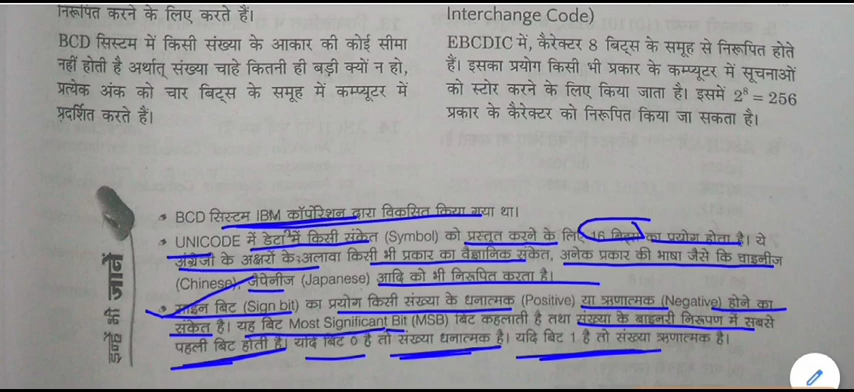 निरूपित करने के लिए करते हैं।
BCD सिस्टम में किसी संख्या के आकार की कोई सीमा
नहीं होती है अर्थात् संख्या चाहे कितनी ही बड़ी क्यों न हो,
प्रत्येक अंक को चार बिट्स के समूह में कम्प्यूटर में
प्रदर्शित करते हैं।
Interchange Code)
EBCDIC में, कैरेक्टर 8 बिट्स के समूह से निरूपित होते
हैं। इसका प्रयोग किसी भी प्रकार के कम्प्यूटर में सूचनाओं
को स्टोर करने के लिए किया जाता है। इसमें 2⁸ = 256
प्रकार के कैरेक्टर को निरूपित किया जा सकता है।
इन्हें भी जानें
• BCD सिस्टम IBM कॉर्पोरेशन द्वारा विकसित किया गया था।
• UNICODE में डेटा में किसी संकेत (Symbol) को प्रस्तुत करने के लिए 16 बिट्स का प्रयोग होता है। ये
अंग्रेजी के अक्षरों के अलावा किसी भी प्रकार का वैज्ञानिक संकेत, अनेक प्रकार की भाषा जैसे कि चाइनीज
(Chinese), जैपेनीज (Japanese) आदि को भी निरूपित करता है।
• साइन बिट (Sign bit) का प्रयोग किसी संख्या के धनात्मक (Positive) या ऋणात्मक (Negative) होने का
संकेत है। यह बिट Most Significant Bit (MSB) बिट कहलाती है तथा संख्या के बाइनरी निरूपण में सबसे
पहली बिट होती है। यदि बिट 0 है तो संख्या धनात्मक है। यदि बिट 1 है तो संख्या ऋणात्मक है।